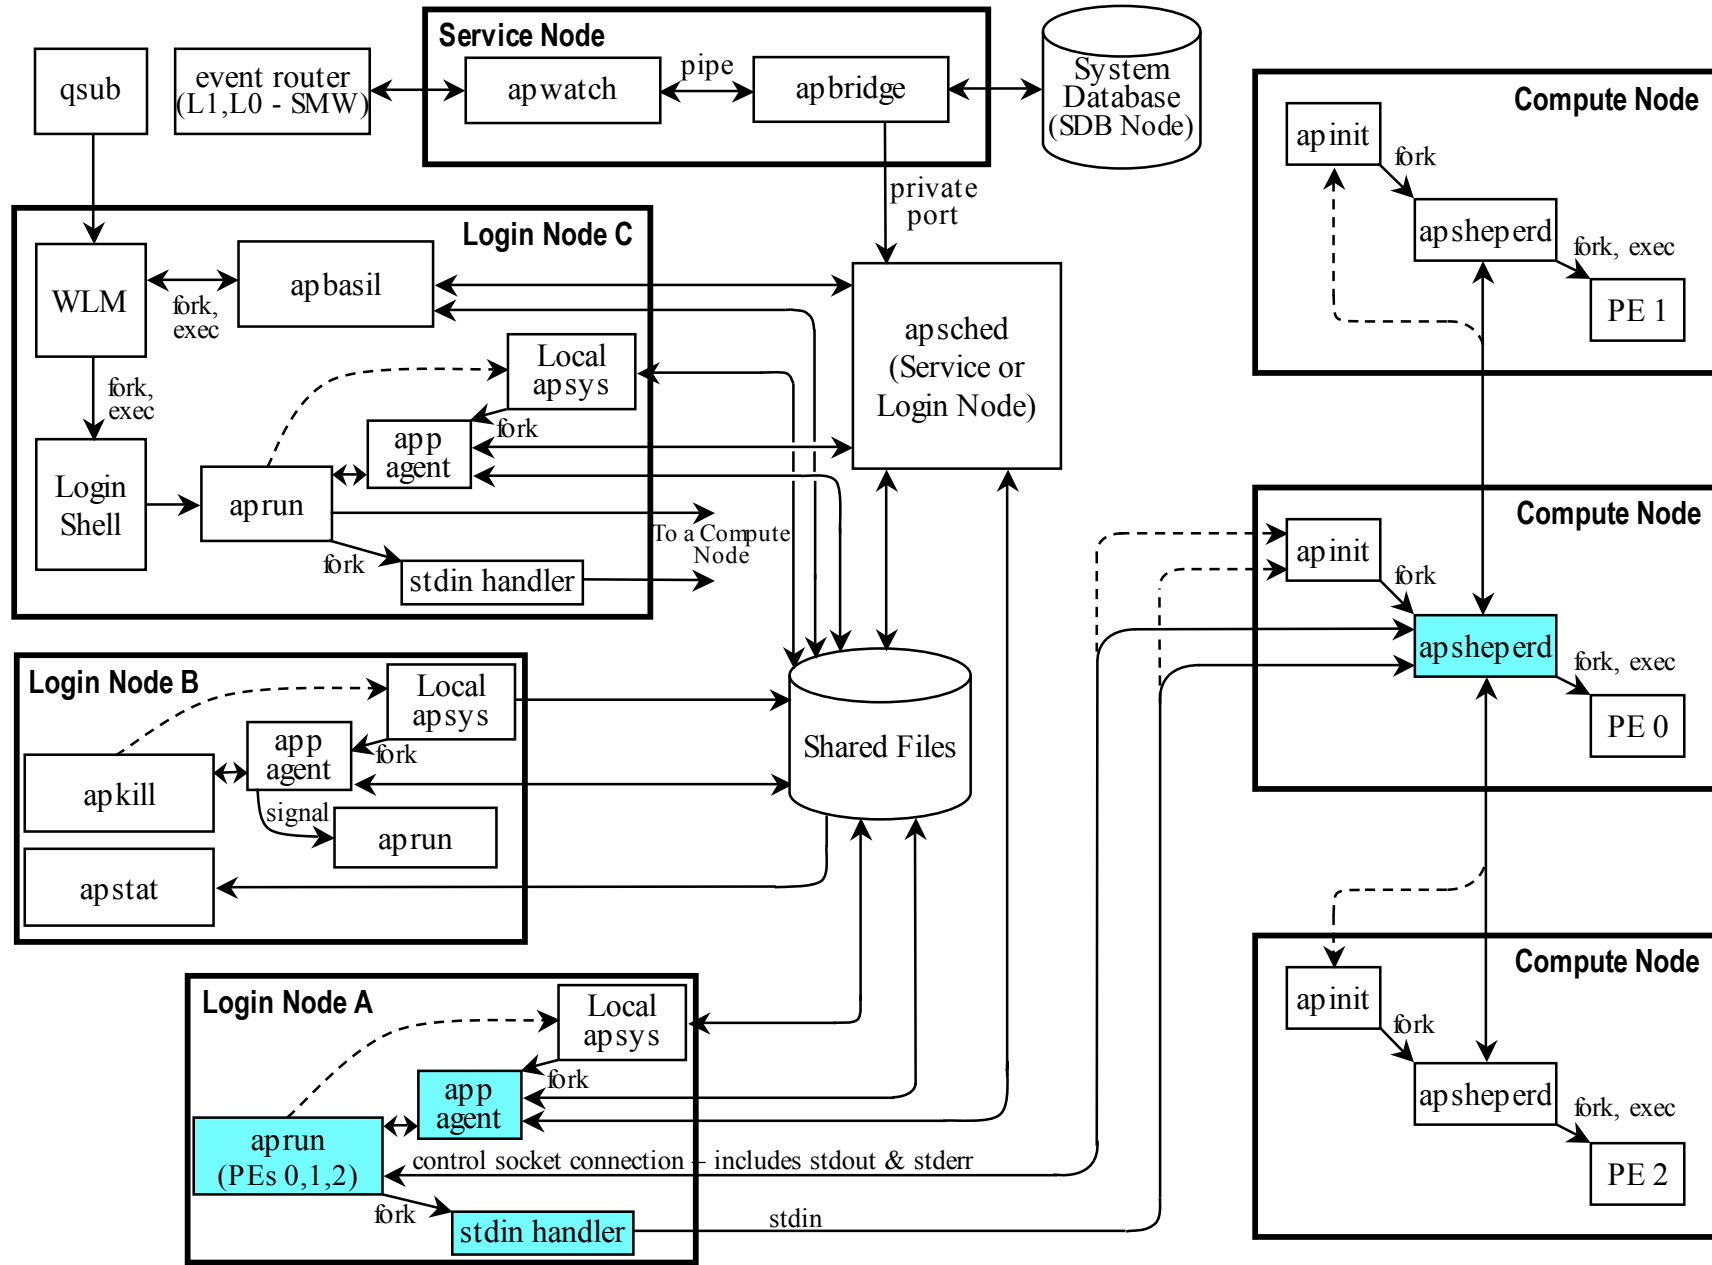 Service Node
qsub
event router
(L1,L0 - SMW)
apwatch
pipe
apbridge
System
Database
(SDB Node)
private
port
Login Node C
WLM
fork,
exec
apbasil
fork,
exec
Login
Shell
Local
apsys
fork
app
agent
aprun
fork
stdin handler
To a Compute
Node
apsched
(Service or
Login Node)
Login Node B
Local
apsys
fork
app
agent
apkill
signal
aprun
apstat
Shared Files
Login Node A
Local
apsys
fork
app
agent
aprun
(PEs 0,1,2)
control socket connection – includes stdout & stderr
fork
stdin handler
stdin
Compute Node
apinit
fork
apsheperd
fork, exec
PE 1
Compute Node
apinit
fork
apsheperd
fork, exec
PE 0
Compute Node
apinit
fork
apsheperd
fork, exec
PE 2